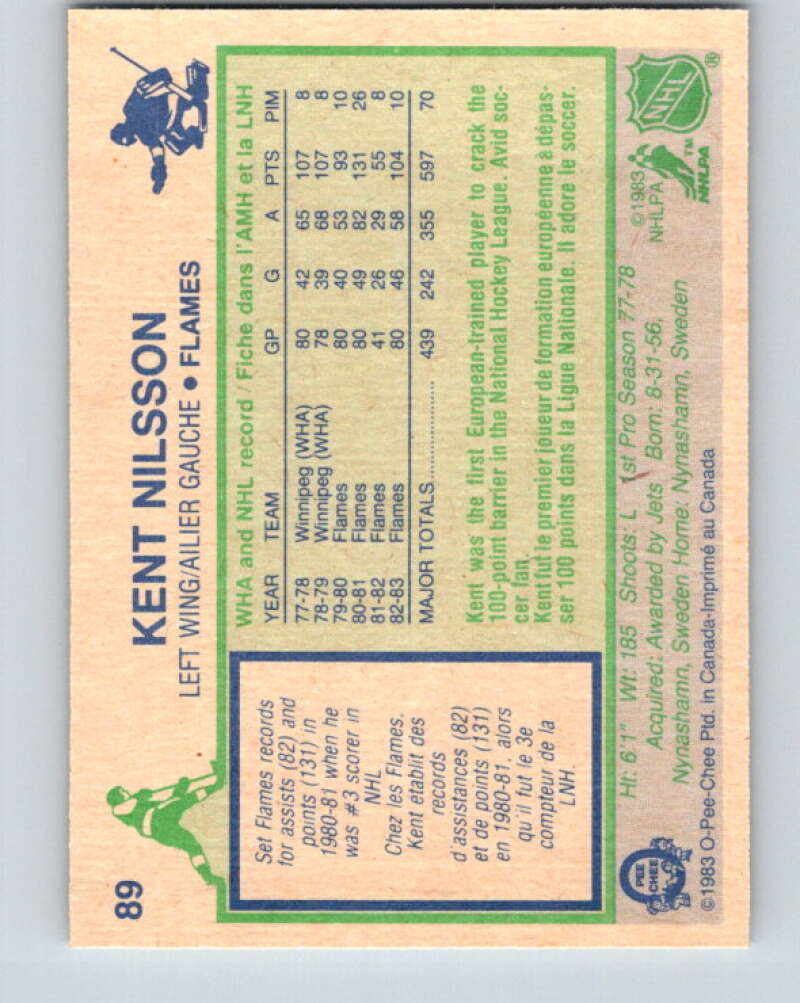 89
KENT NILSSON
LEFT WING/AILIER GAUCHE • FLAMES
Set Flames records
for assists (82) and
points (131) in
1980-81 when he
was #3 scorer in
NHL
Chez les Flames.
Kent etablit des
records
d'assistances (82)
et de points (131)
en 1980-81, alors
qu'il fut le 3e
compteur de la
LNH.
WHA and NHL record / Fiche dans l'AMH et la LNH
YEAR TEAM GP G A PTS PIM
77-78 Winnipeg (WHA) 80 42 65 107 8
78-79 Winnipeg (WHA) 78 39 68 107 8
79-80 Flames 80 40 53 93 10
80-81 Flames 80 49 82 131 26
81-82 Flames 41 26 29 55 8
82-83 Flames 80 46 58 104 10
MAJOR TOTALS................ 439 242 355 597 70
Kent was the first European-trained player to crack the
100-point barrier in the National Hockey League. Avid soc-
cer fan.
Kent fut le premier joueur de formation européenne à dépas-
ser 100 points dans la Ligue Nationale. Il adore le soccer.
Ht: 6'1" Wt: 185 Shoots: L 1st Pro Season 77-78
Acquired: Awarded by Jets Born: 8-31-56,
Nynashamn, Sweden Home: Nynashamn, Sweden
©1983 O-Pee-Chee Ptd. in Canada-Imprimé au Canada
O
PEE
CHEE
©1983
NHLPA
TM
NHLPA
NHL
®